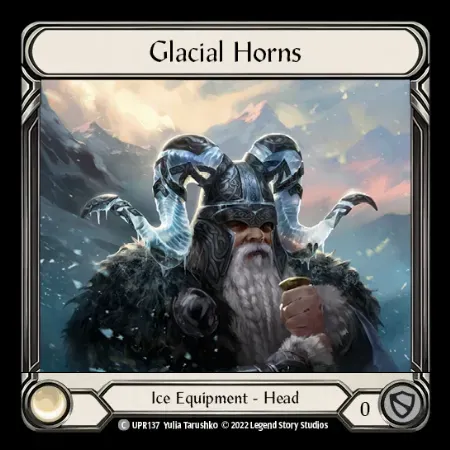 Glacial Horns
Ice Equipment - Head
0
C UPR137 Yulia Tarushko © 2022 Legend Story Studios